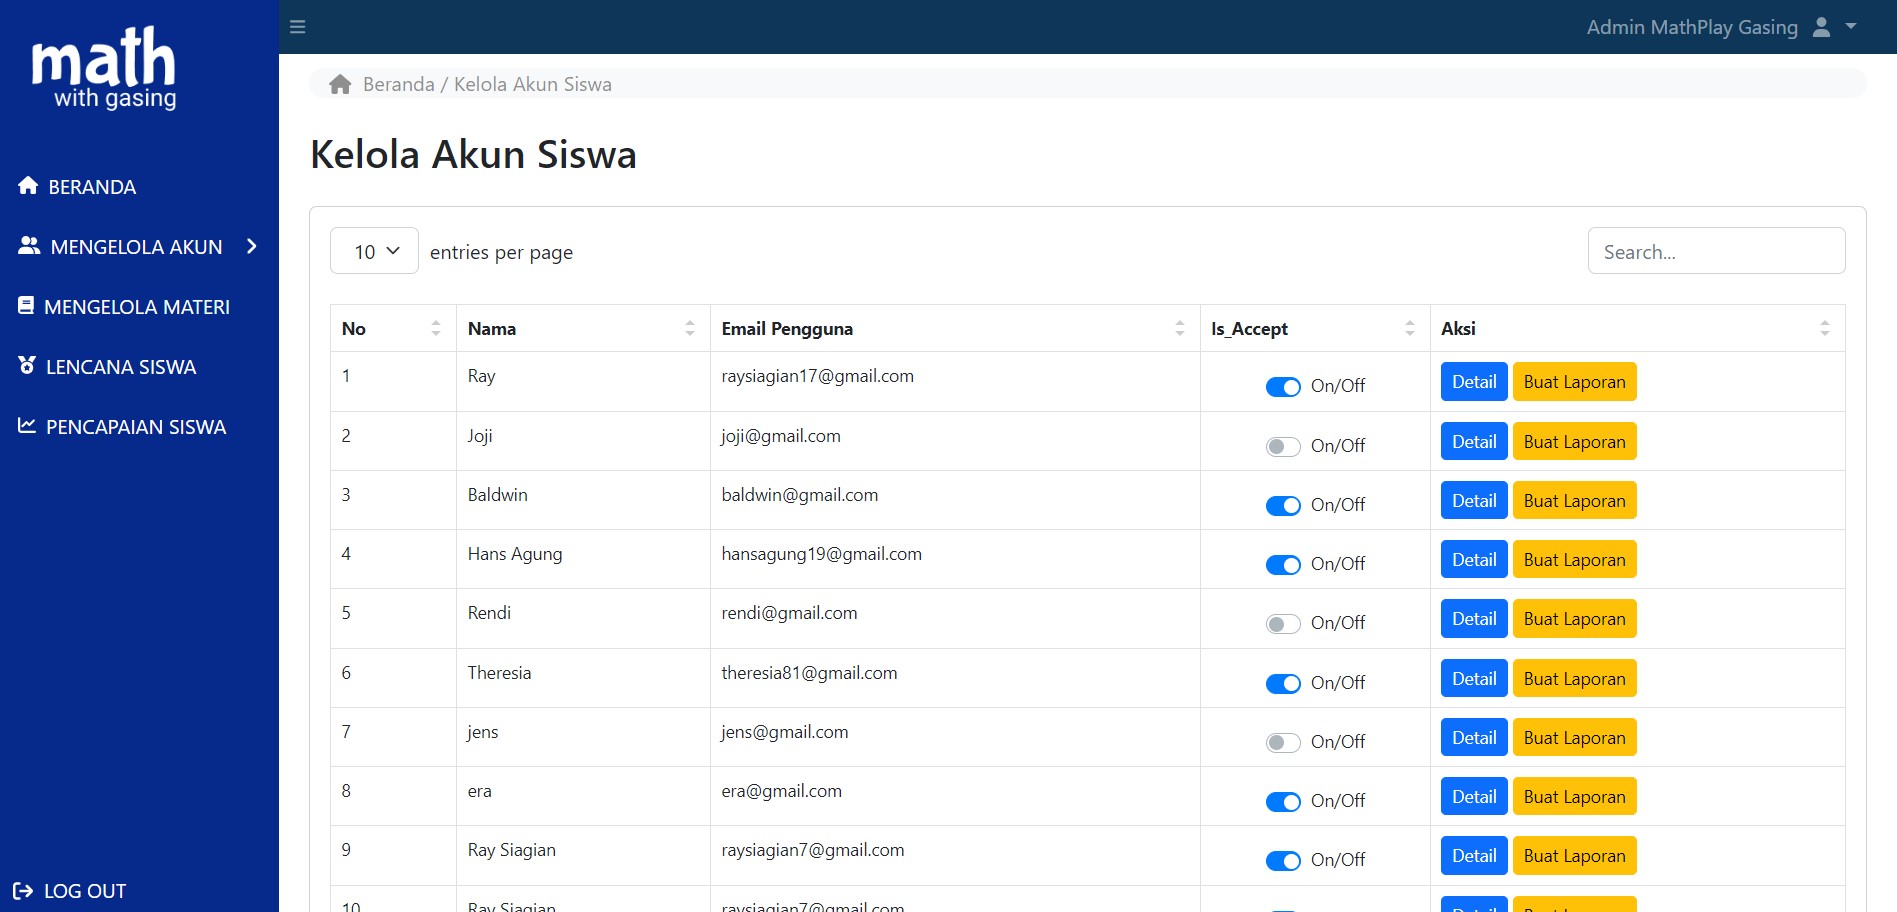 math
with gasing
BERANDA
MENGELOLA AKUN
MENGELOLA MATERI
LENCANA SISWA
PENCAPAIAN SISWA
LOG OUT
Admin MathPlay Gasing
Beranda / Kelola Akun Siswa
Kelola Akun Siswa
10 entries per page
Search...
No Nama Email Pengguna Is_Accept Aksi
1 Ray raysiagian17@gmail.com On/Off Detail Buat Laporan
2 Joji joji@gmail.com On/Off Detail Buat Laporan
3 Baldwin baldwin@gmail.com On/Off Detail Buat Laporan
4 Hans Agung hansagung19@gmail.com On/Off Detail Buat Laporan
5 Rendi rendi@gmail.com On/Off Detail Buat Laporan
6 Theresia theresia81@gmail.com On/Off Detail Buat Laporan
7 jens jens@gmail.com On/Off Detail Buat Laporan
8 era era@gmail.com On/Off Detail Buat Laporan
9 Ray Siagian raysiagian7@gmail.com On/Off Detail Buat Laporan
10 Ray Siagian raysiagian7@gmail.com Detail Buat Laporan